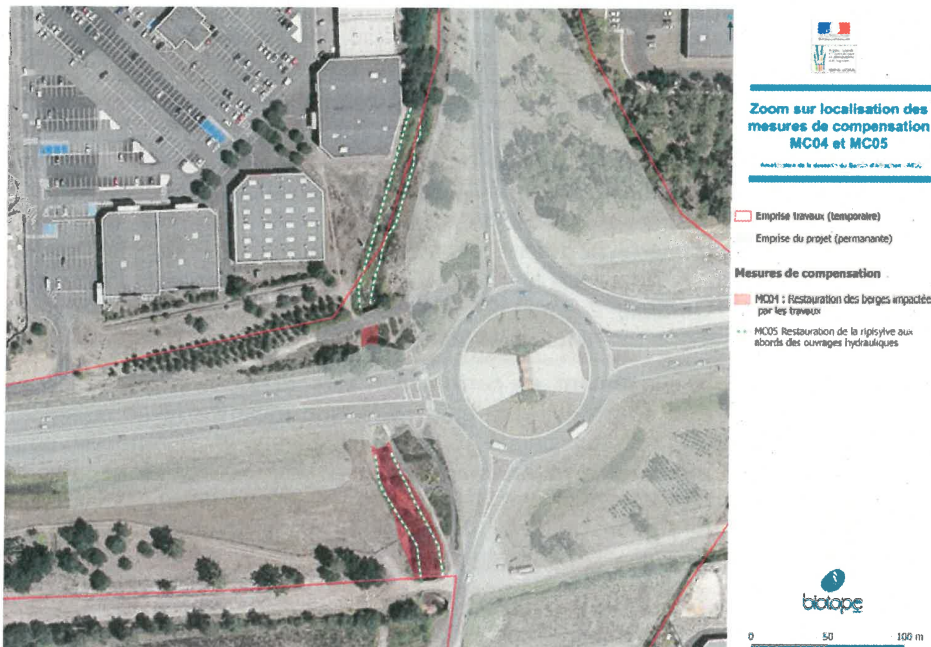 Zoom sur localisation des
mesures de compensation
MC04 et MC05
Emprise travaux (temporaire)
Emprise du projet (permanante)
Mesures de compensation
MC04 : Restauration des berges impactée
par les travaux
MC05 Restauration de la ripisylve aux
abords des ouvrages hydrauliques
biotope
0 50 100 m